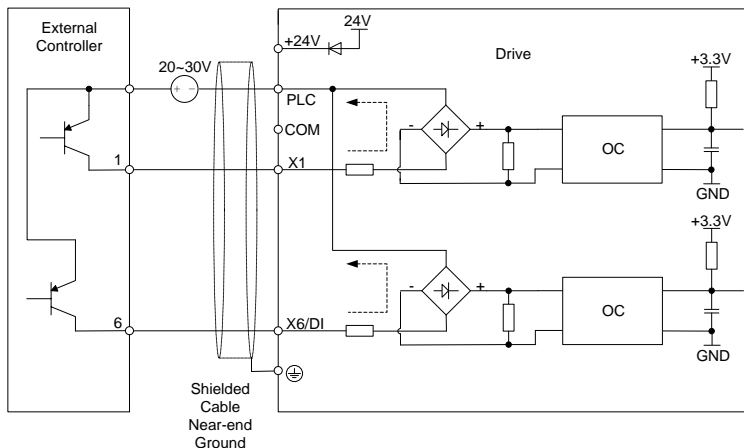 External
Controller
20~30V
+ -
1
6
Shielded
Cable
Near-end
Ground
24V
+24V
Drive
PLC
COM
X1
- +
OC
+3.3V
GND
X6/DI
- +
OC
+3.3V
GND